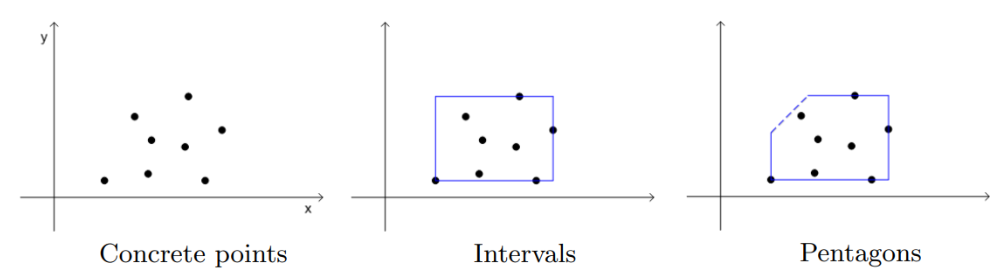 y
x
Concrete points
Intervals
Pentagons